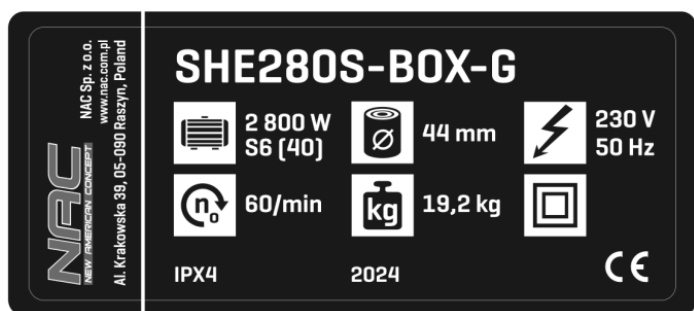 NAC
NEW AMERICAN CONCEPT
NAC Sp. z o.o.
www.nac.com.pl
Al. Krakowska 39, 05-090 Raszyn, Poland
SHE280S-BOX-G
2 800 W
S6 (40)
Ø
44 mm
230 V
50 Hz
n₀
60/min
kg
19,2 kg
IPX4
2024
CE